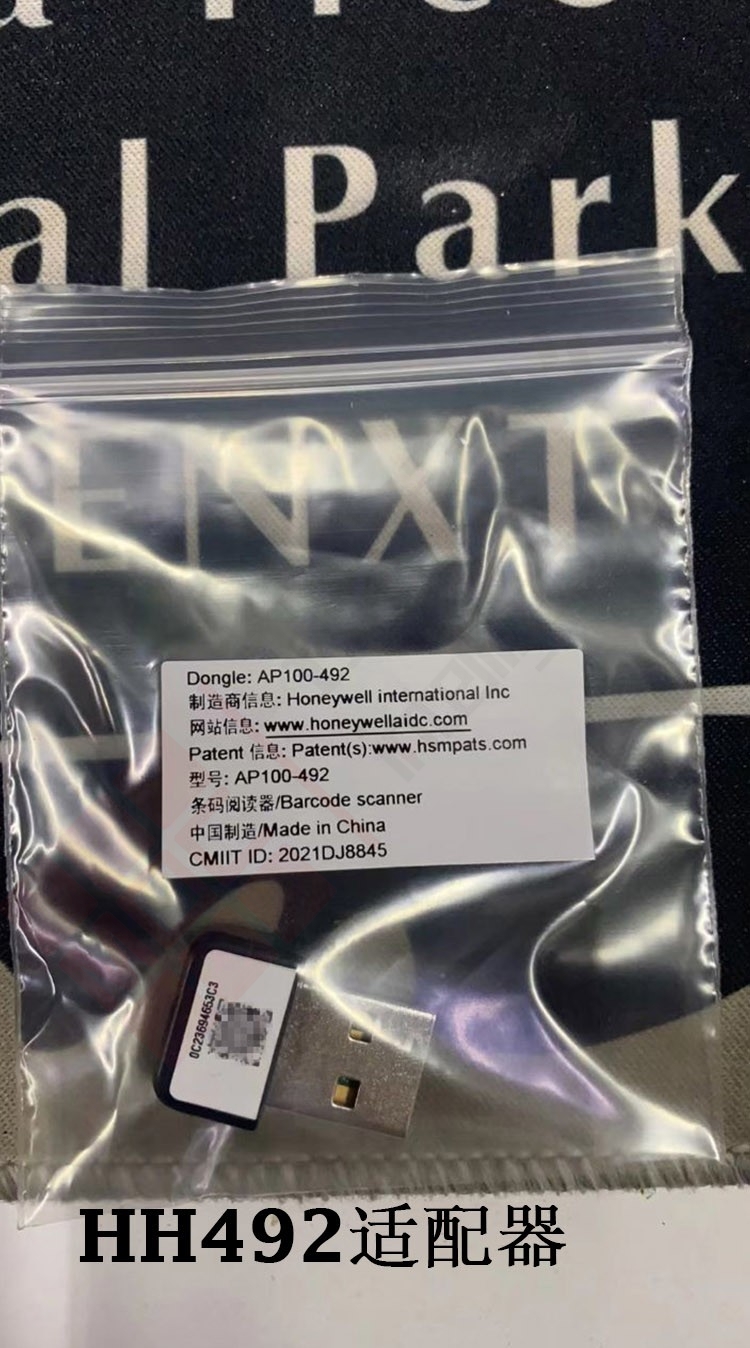 al Park
ENXT
Dongle: AP100-492
制造商信息: Honeywell international Inc
网站信息: www.honeywellaidc.com
Patent 信息: Patent(s):www.hsmpats.com
型号: AP100-492
条码阅读器/Barcode scanner
中国制造/Made in China
CMIIT ID: 2021DJ8845
0C23694653C3
HH492适配器